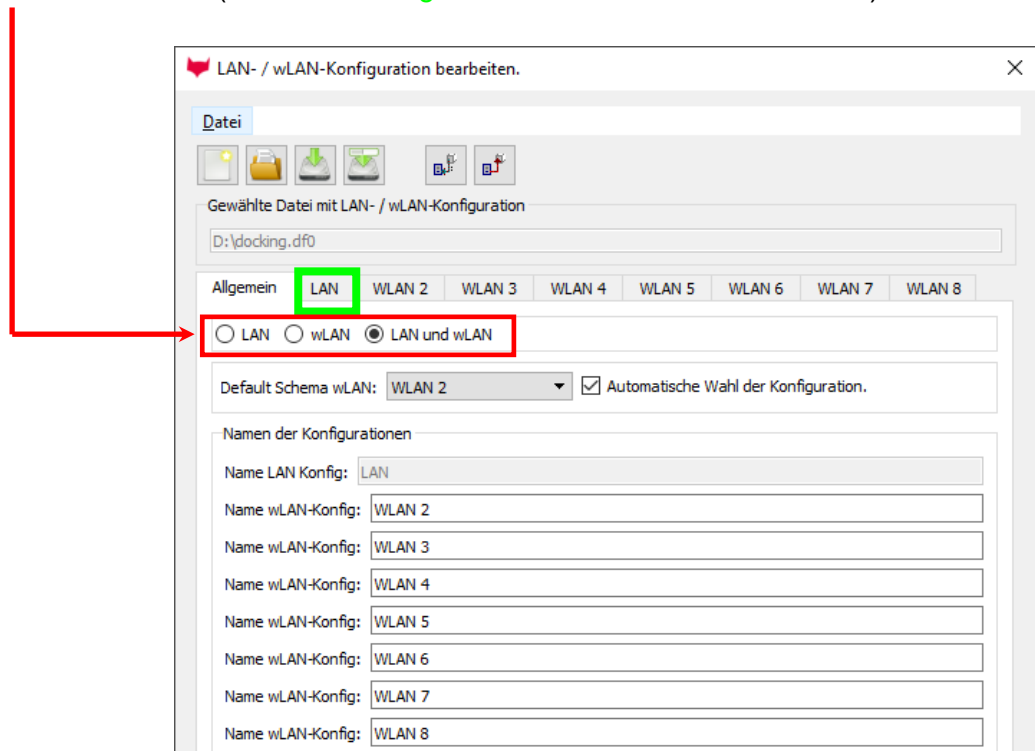 LAN- / wLAN-Konfiguration bearbeiten.
Datei
Gewählte Datei mit LAN- / wLAN-Konfiguration
D:\docking.df0
Allgemein LAN WLAN 2 WLAN 3 WLAN 4 WLAN 5 WLAN 6 WLAN 7 WLAN 8
LAN wLAN LAN und wLAN
Default Schema wLAN: WLAN 2 Automatische Wahl der Konfiguration.
Namen der Konfigurationen
Name LAN Konfig: LAN
Name wLAN-Konfig: WLAN 2
Name wLAN-Konfig: WLAN 3
Name wLAN-Konfig: WLAN 4
Name wLAN-Konfig: WLAN 5
Name wLAN-Konfig: WLAN 6
Name wLAN-Konfig: WLAN 7
Name wLAN-Konfig: WLAN 8